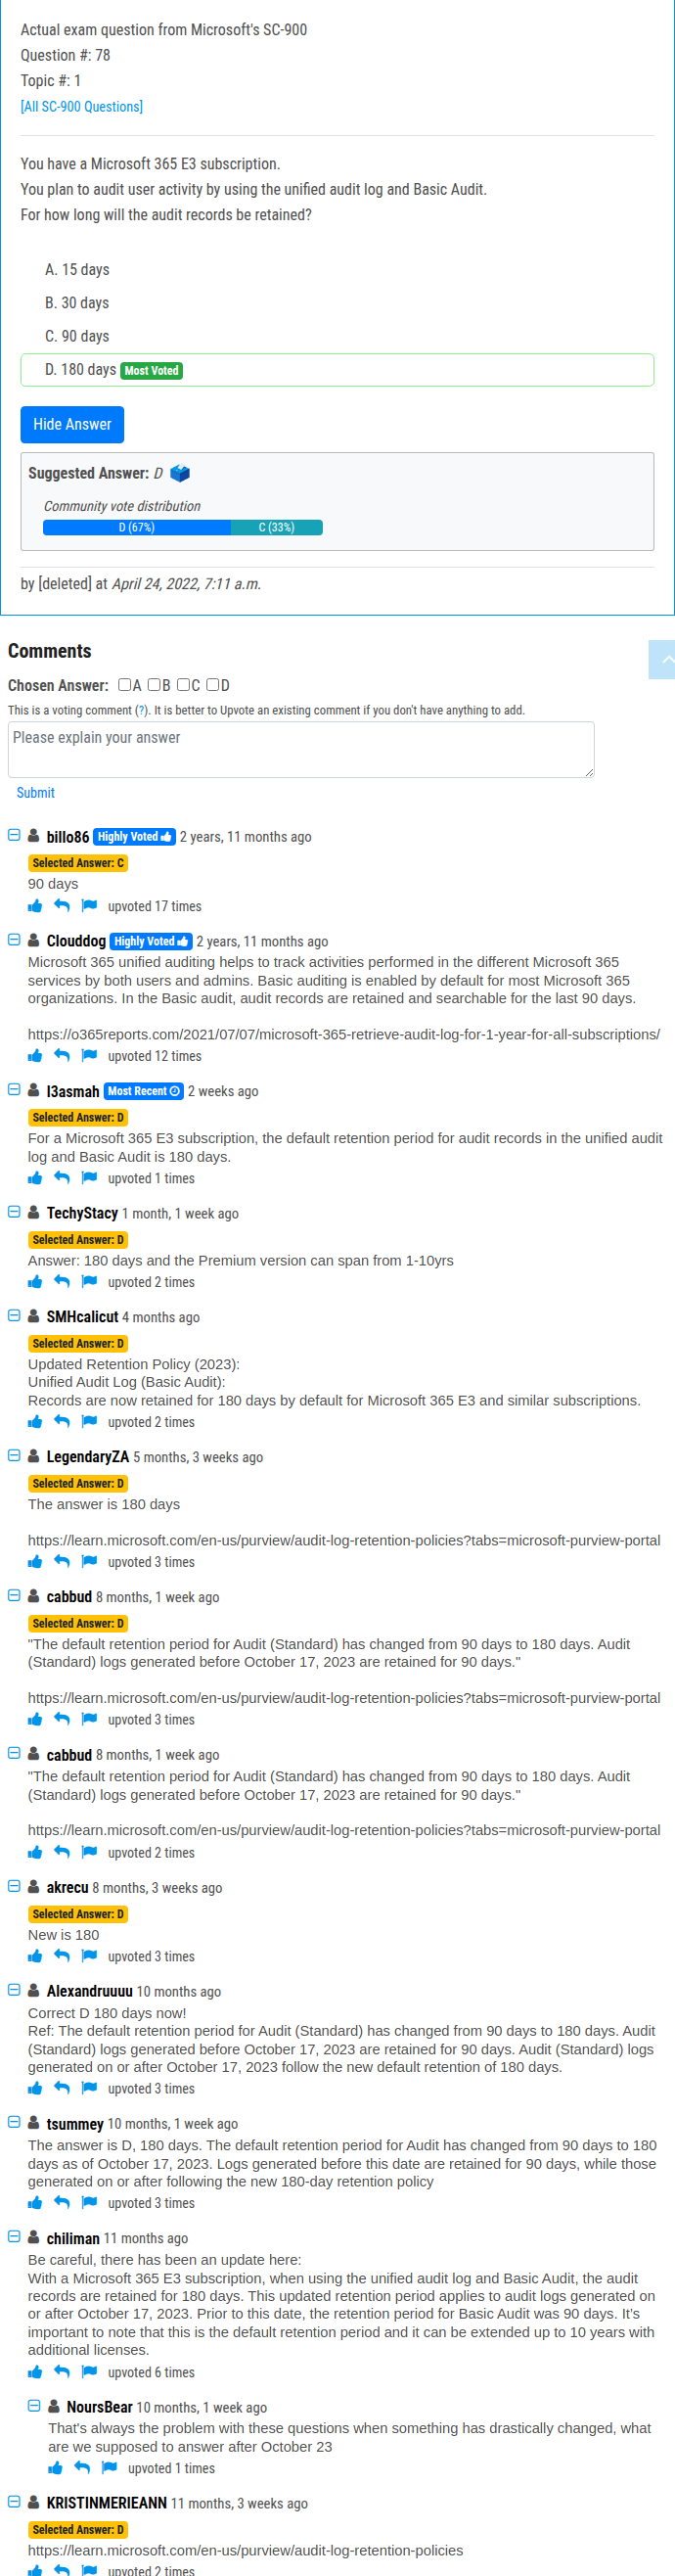 Actual exam question from Microsoft's SC-900
Question #: 78
Topic #: 1
[All SC-900 Questions]
You have a Microsoft 365 E3 subscription.
You plan to audit user activity by using the unified audit log and Basic Audit.
For how long will the audit records be retained?
A. 15 days
B. 30 days
C. 90 days
D. 180 days Most Voted
Hide Answer
Suggested Answer: D
Community vote distribution
D (67%) C (33%)
by [deleted] at April 24, 2022, 7:11 a.m.
Comments
Chosen Answer: A B C D
This is a voting comment (?). It is better to Upvote an existing comment if you don't have anything to add.
Please explain your answer
Submit
billo86 Highly Voted 2 years, 11 months ago
Selected Answer: C
90 days
upvoted 17 times
Clouddog Highly Voted 2 years, 11 months ago
Microsoft 365 unified auditing helps to track activities performed in the different Microsoft 365
services by both users and admins. Basic auditing is enabled by default for most Microsoft 365
organizations. In the Basic audit, audit records are retained and searchable for the last 90 days.
https://o365reports.com/2021/07/07/microsoft-365-retrieve-audit-log-for-1-year-for-all-subscriptions/
upvoted 12 times
l3asmah Most Recent 2 weeks ago
Selected Answer: D
For a Microsoft 365 E3 subscription, the default retention period for audit records in the unified audit
log and Basic Audit is 180 days.
upvoted 1 times
TechyStacy 1 month, 1 week ago
Selected Answer: D
Answer: 180 days and the Premium version can span from 1-10yrs
upvoted 2 times
SMHcalicut 4 months ago
Selected Answer: D
Updated Retention Policy (2023):
Unified Audit Log (Basic Audit):
Records are now retained for 180 days by default for Microsoft 365 E3 and similar subscriptions.
upvoted 2 times
LegendaryZA 5 months, 3 weeks ago
Selected Answer: D
The answer is 180 days
https://learn.microsoft.com/en-us/purview/audit-log-retention-policies?tabs=microsoft-purview-portal
upvoted 3 times
cabbud 8 months, 1 week ago
Selected Answer: D
"The default retention period for Audit (Standard) has changed from 90 days to 180 days. Audit
(Standard) logs generated before October 17, 2023 are retained for 90 days."
https://learn.microsoft.com/en-us/purview/audit-log-retention-policies?tabs=microsoft-purview-portal
upvoted 3 times
cabbud 8 months, 1 week ago
"The default retention period for Audit (Standard) has changed from 90 days to 180 days. Audit
(Standard) logs generated before October 17, 2023 are retained for 90 days."
https://learn.microsoft.com/en-us/purview/audit-log-retention-policies?tabs=microsoft-purview-portal
upvoted 2 times
akrecu 8 months, 3 weeks ago
Selected Answer: D
New is 180
upvoted 3 times
Alexandruuuu 10 months ago
Correct D 180 days now!
Ref: The default retention period for Audit (Standard) has changed from 90 days to 180 days. Audit
(Standard) logs generated before October 17, 2023 are retained for 90 days. Audit (Standard) logs
generated on or after October 17, 2023 follow the new default retention of 180 days.
upvoted 3 times
tsummey 10 months, 1 week ago
The answer is D, 180 days. The default retention period for Audit has changed from 90 days to 180
days as of October 17, 2023. Logs generated before this date are retained for 90 days, while those
generated on or after following the new 180-day retention policy
upvoted 3 times
chiliman 11 months ago
Be careful, there has been an update here:
With a Microsoft 365 E3 subscription, when using the unified audit log and Basic Audit, the audit
records are retained for 180 days. This updated retention period applies to audit logs generated on
or after October 17, 2023. Prior to this date, the retention period for Basic Audit was 90 days. It's
important to note that this is the default retention period and it can be extended up to 10 years with
additional licenses.
upvoted 6 times
NoursBear 10 months, 1 week ago
That's always the problem with these questions when something has drastically changed, what
are we supposed to answer after October 23
upvoted 1 times
KRISTINMERIEANN 11 months, 3 weeks ago
Selected Answer: D
https://learn.microsoft.com/en-us/purview/audit-log-retention-policies
upvoted 2 times